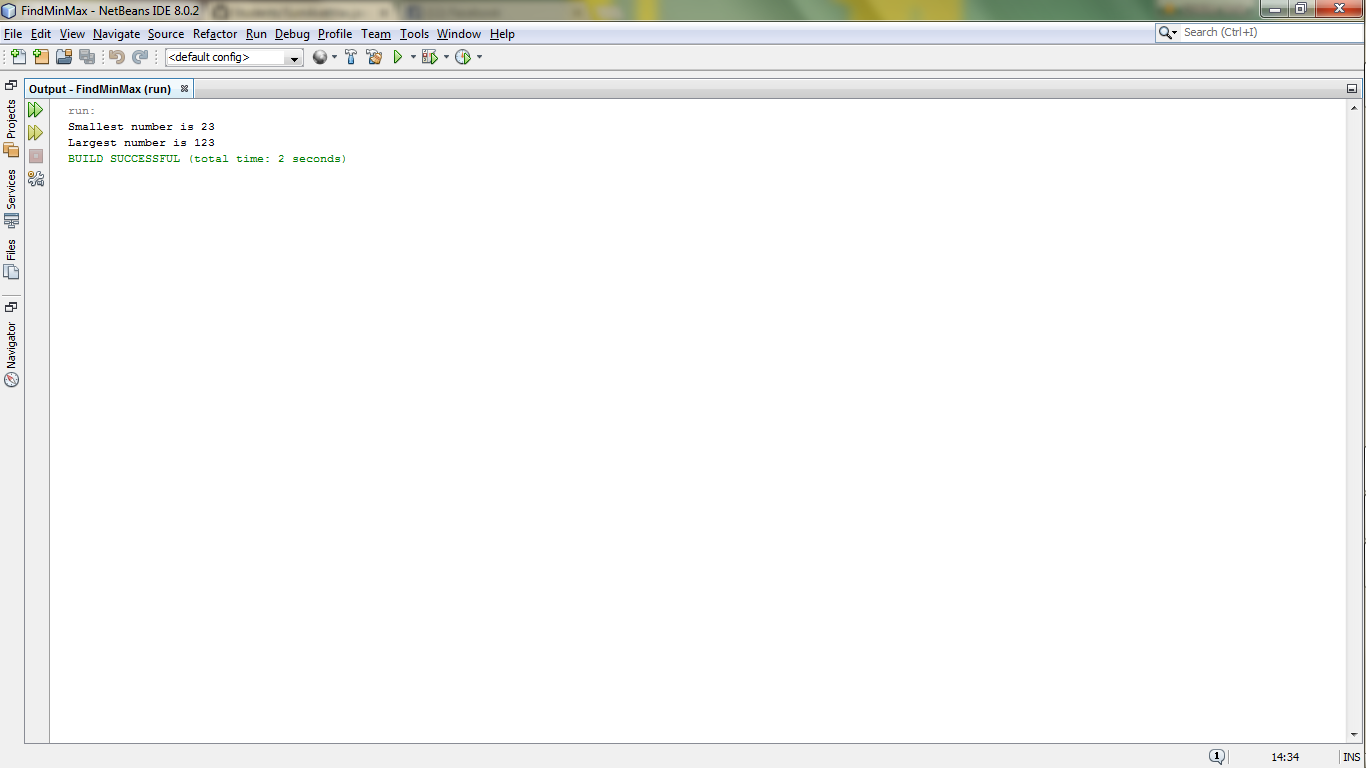 FindMinMax - NetBeans IDE 8.0.2
File Edit View Navigate Source Refactor Run Debug Profile Team Tools Window Help
Search (Ctrl+I)
<default config>
Output - FindMinMax (run)
Projects
Services
Files
Navigator
run:
Smallest number is 23
Largest number is 123
BUILD SUCCESSFUL (total time: 2 seconds)
1
14:34
INS